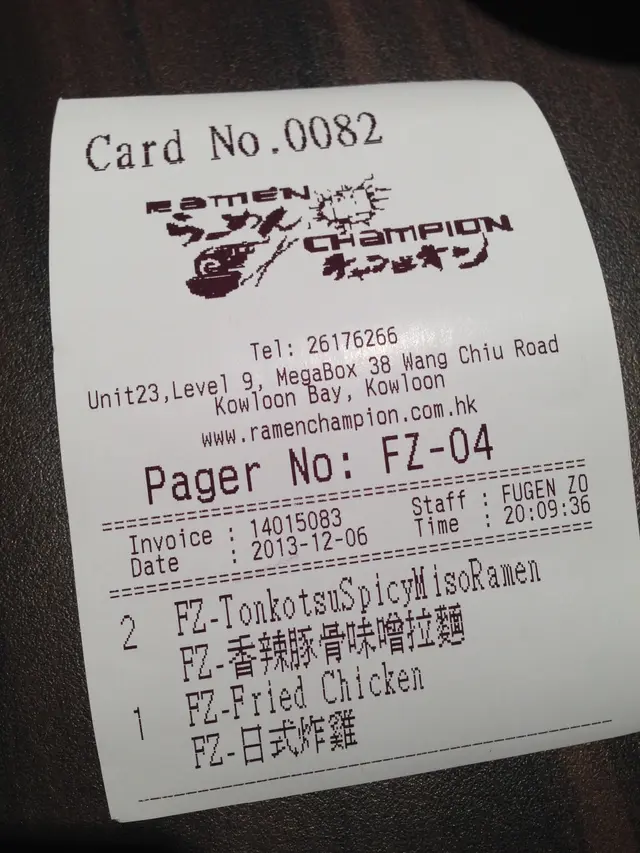 Card No.0082
RAMEN
らーめん
CHAMPION
チャンピオン
Tel: 26176266
Unit23,Level 9, MegaBox 38 Wang Chiu Road
Kowloon Bay, Kowloon
www.ramenchampion.com.hk
Pager No: FZ-04
Invoice : 14015083 Staff : FUGEN ZO
Date : 2013-12-06 Time : 20:09:36
2 FZ-TonkotsuSpicyMisoRamen
FZ-香辣豚骨味噌拉麵
1 FZ-Fried Chicken
FZ-日式炸雞